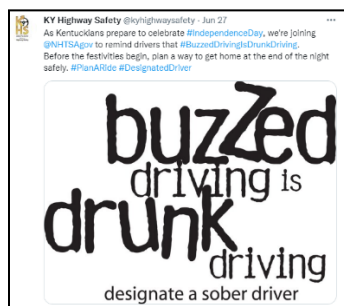 KY Highway Safety @kyhighwaysafety · Jun 27
As Kentuckians prepare to celebrate #IndependenceDay, we're joining
@NHTSAgov to remind drivers that #BuzzedDrivingIsDrunkDriving.
Before the festivities begin, plan a way to get home at the end of the night
safely. #PlanARide #DesignatedDriver
buzzed
driving is
drunk
driving
designate a sober driver